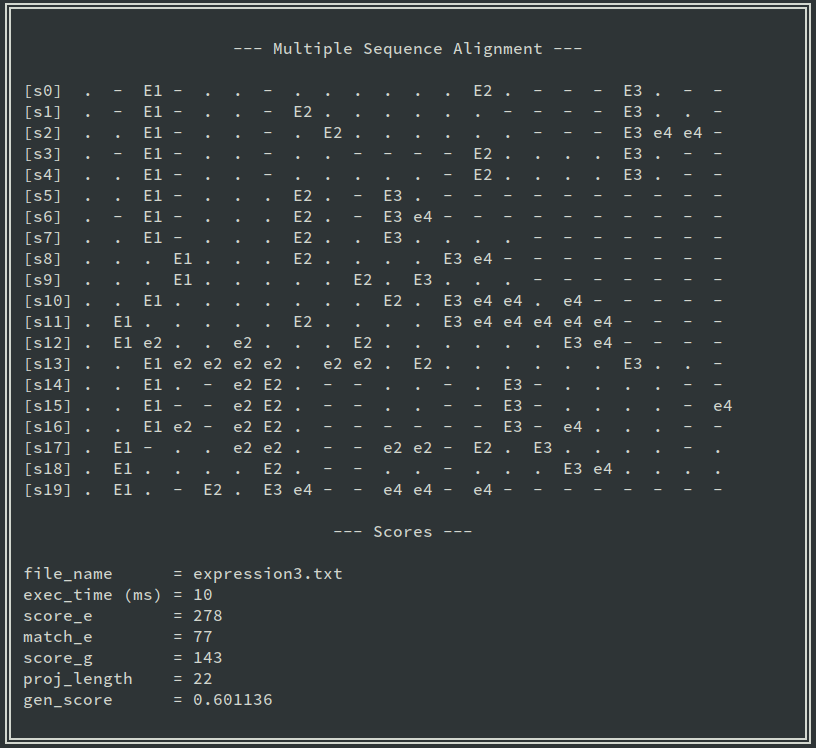 --- Multiple Sequence Alignment ---
[s0] . - E1 - . . - . . . . . . E2 . - - - E3 . - -
[s1] . - E1 - . . - E2 . . . . . . - - - - E3 . . -
[s2] . . E1 - . . - . E2 . . . . . . - - - E3 e4 e4 -
[s3] . - E1 - . . - . . - - - - E2 . . . . E3 . - -
[s4] . . E1 - . . - . . . . . - E2 . . . . E3 . - -
[s5] . . E1 - . . . E2 . - E3 . - - - - - - - - - -
[s6] . - E1 - . . . E2 . - E3 e4 - - - - - - - - - -
[s7] . . E1 - . . . E2 . . E3 . . . . - - - - - - -
[s8] . . . E1 . . . E2 . . . . E3 e4 - - - - - - - -
[s9] . . . E1 . . . . . E2 . E3 . . . - - - - - - -
[s10] . . E1 . . . . . . . E2 . E3 e4 e4 . e4 - - - - -
[s11] . E1 . . . . . E2 . . . . E3 e4 e4 e4 e4 e4 - - - -
[s12] . E1 e2 . . e2 . . . E2 . . . . . . E3 e4 - - - -
[s13] . . E1 e2 e2 e2 e2 . e2 e2 . E2 . . . . . . E3 . . -
[s14] . . E1 . - e2 E2 . - - . . - . E3 - . . . . - -
[s15] . . E1 - - e2 E2 . - - . . - - E3 - . . . . - e4
[s16] . . E1 e2 - e2 E2 . - - - - - - E3 - e4 . . . - -
[s17] . E1 - . . e2 e2 . - - e2 e2 - E2 . E3 . . . . - .
[s18] . E1 . . . . E2 . - - . . - . . . E3 e4 . . . .
[s19] . E1 . - E2 . E3 e4 - - e4 e4 - e4 - - - - - - - -
--- Scores ---
file_name = expression3.txt
exec_time (ms) = 10
score_e = 278
match_e = 77
score_g = 143
proj_length = 22
gen_score = 0.601136